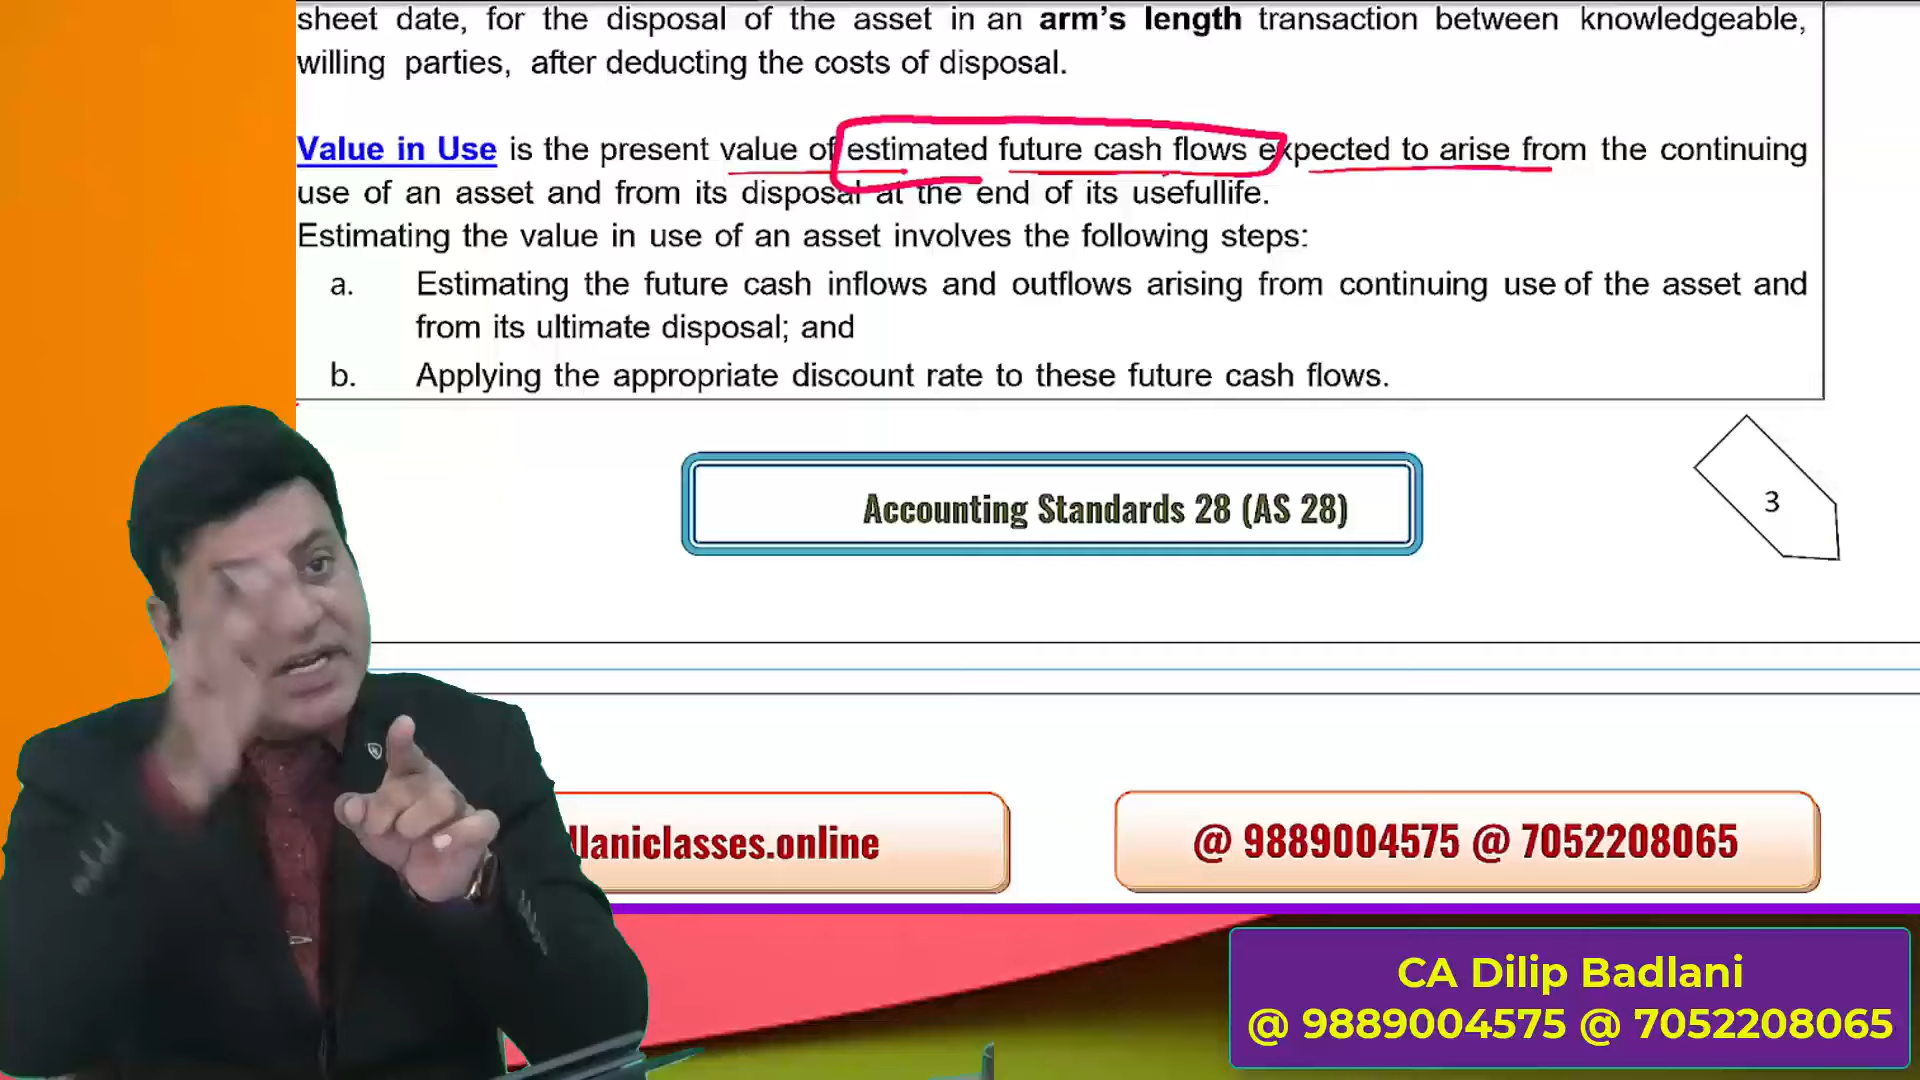 sheet date, for the disposal of the asset in an arm's length transaction between knowledgeable,
willing parties, after deducting the costs of disposal.
Value in Use is the present value of estimated future cash flows expected to arise from the continuing
use of an asset and from its disposal at the end of its usefullife.
Estimating the value in use of an asset involves the following steps:
a. Estimating the future cash inflows and outflows arising from continuing use of the asset and
from its ultimate disposal; and
b. Applying the appropriate discount rate to these future cash flows.
Accounting Standards 28 (AS 28)
3
llaniclasses.online
@ 9889004575 @ 7052208065
CA Dilip Badlani
@ 9889004575 @ 7052208065